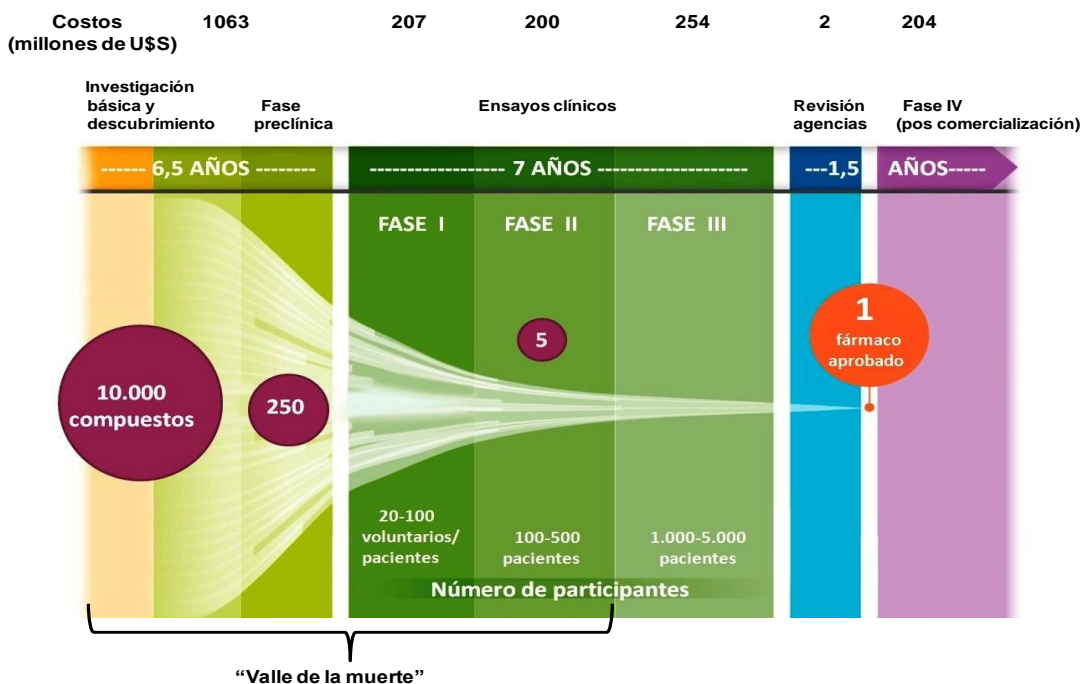 Costos 1063 207 200 254 2 204
(millones de U$S)
Investigación
básica y
descubrimiento
Fase
preclínica
Ensayos clínicos
Revisión
agencias
Fase IV
(pos comercialización)
------ 6,5 AÑOS --------
------------------ 7 AÑOS --------------------
---1,5 AÑOS-----
FASE I
FASE II
FASE III
10.000
compuestos
250
5
1
fármaco
aprobado
20-100
voluntarios/
pacientes
100-500
pacientes
1.000-5.000
pacientes
Número de participantes
“Valle de la muerte”